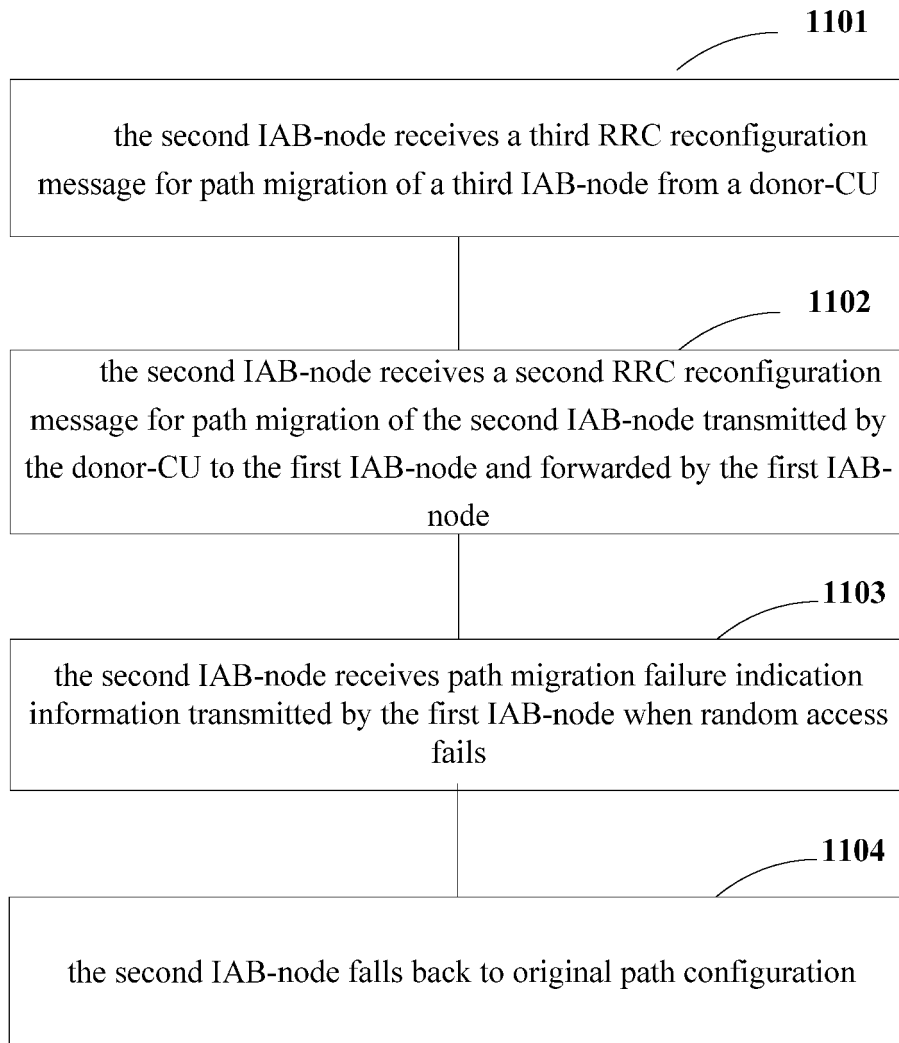 1101
the second IAB-node receives a third RRC reconfiguration
message for path migration of a third IAB-node from a donor-CU
1102
the second IAB-node receives a second RRC reconfiguration
message for path migration of the second IAB-node transmitted by
the donor-CU to the first IAB-node and forwarded by the first IAB-
node
1103
the second IAB-node receives path migration failure indication
information transmitted by the first IAB-node when random access
fails
1104
the second IAB-node falls back to original path configuration